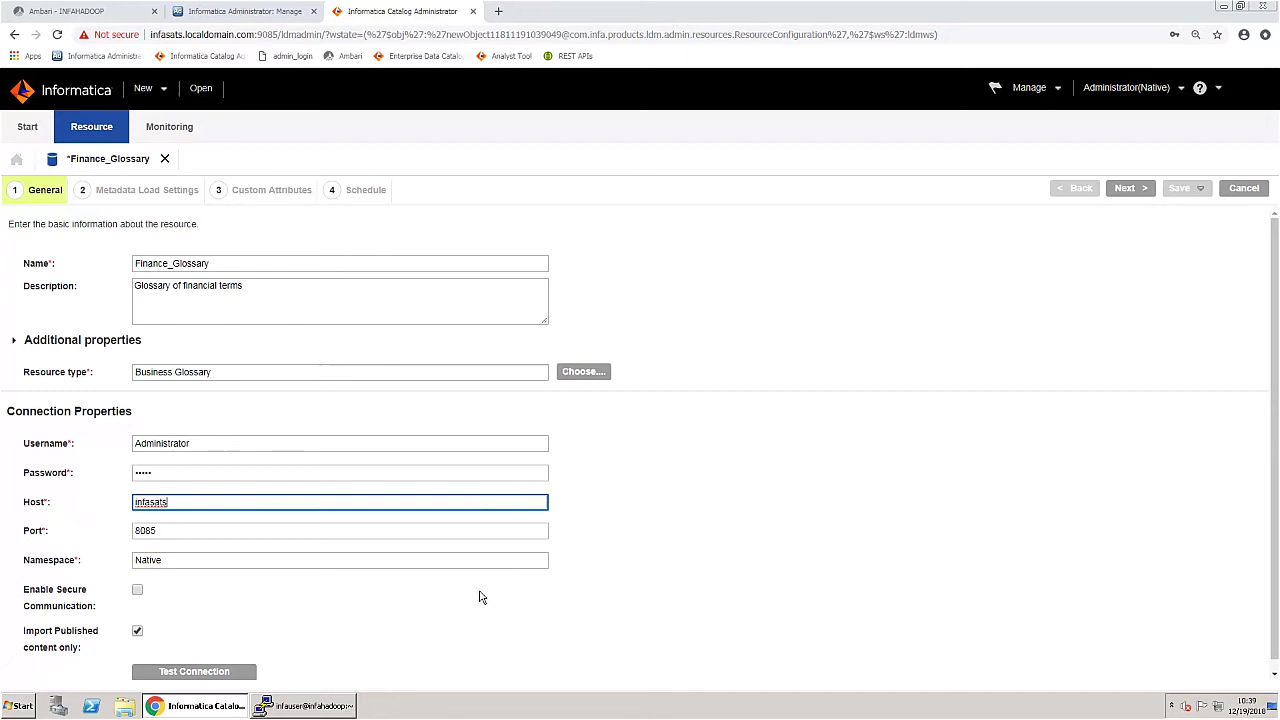 Ambari - INFAHADOOP
Informatica Administrator: Manage
Informatica Catalog Administrator
Not secure
infasats.localdomain.com:9085/ldmadmin/?wstate=(%27$obj%27:%27newObject11811191039049@com.infa.products.ldm.admin.resources.ResourceConfiguration%27,%27$ws%27:ldmws)
Apps Informatica Administra Informatica Catalog Ad admin_login Ambari Enterprise Data Catalo Analyst Tool REST APIs
Informatica New Open Manage Administrator(Native) ?
Start Resource Monitoring
*Finance_Glossary
1 General 2 Metadata Load Settings 3 Custom Attributes 4 Schedule < Back Next > Save Cancel
Enter the basic information about the resource.
Name*: Finance_Glossary
Description: Glossary of financial terms
Additional properties
Resource type*: Business Glossary Choose....
Connection Properties
Username*: Administrator
Password*: •••••
Host*: infasats
Port*: 8085
Namespace*: Native
Enable Secure
Communication:
Import Published
content only:
Test Connection
Start Informatica Catalo... infauser@infahadoop:~ 10:39
12/19/2018